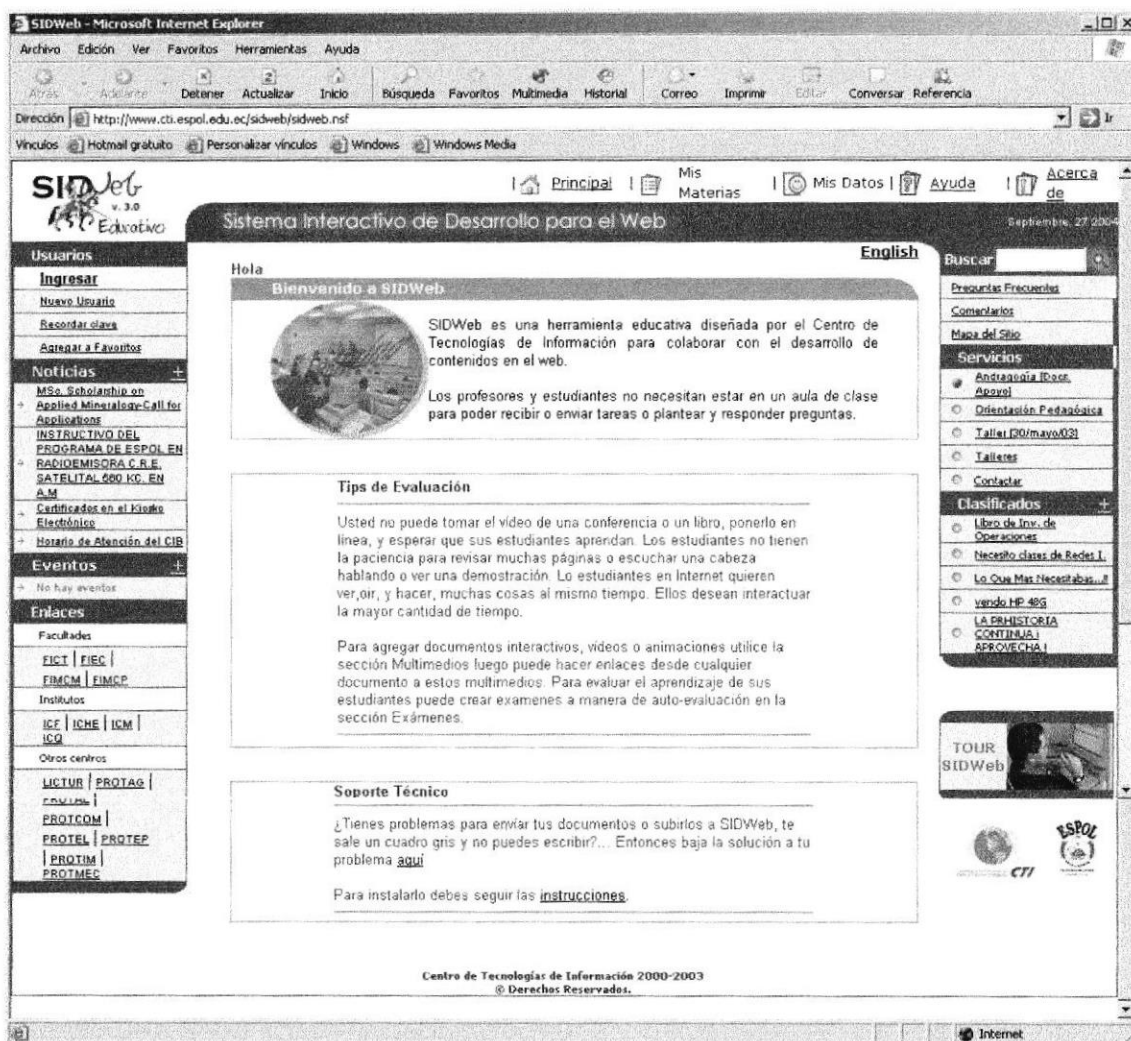 SIDWeb - Microsoft Internet Explorer
Archivo Edición Ver Favoritos Herramientas Ayuda
Atrás Adelante Detener Actualizar Inicio Búsqueda Favoritos Multimedia Historial Correo Imprimir Editar Conversar Referencia
Dirección http://www.cti.espol.edu.ec/sidweb/sidweb.nsf Ir
Vínculos Hotmail gratuito Personalizar vínculos Windows Windows Media
SIDWeb
v. 3.0
Educativo
| Principal | Mis Materias | Mis Datos | Ayuda | Acerca de
Sistema Interactivo de Desarrollo para el Web
Septiembre, 27 2004
Usuarios
Ingresar
Nuevo Usuario
Recordar clave
Agregar a Favoritos
Noticias +
MSc. Scholarship on
Applied Mineralogy-Call for
Applications
INSTRUCTIVO DEL
PROGRAMA DE ESPOL EN
RADIOEMISORA C.R.E.
SATELITAL 560 KC. EN
A.M
Certificados en el Kiosko
Electrónico
Horario de Atención del CIB
Eventos +
No hay eventos
Enlaces
Facultades
FICT | FIEC |
FIMCM | FIMCP
Institutos
ICF | ICHE | ICM |
ICQ
Otros centros
LICTUR | PROTAG |
PROTCOM |
PROTEL | PROTEP
| PROTIM |
PROTMEC
English
Hola
Bienvenido a SIDWeb
SIDWeb es una herramienta educativa diseñada por el Centro de
Tecnologías de Información para colaborar con el desarrollo de
contenidos en el web.
Los profesores y estudiantes no necesitan estar en un aula de clase
para poder recibir o enviar tareas o plantear y responder preguntas.
Tips de Evaluación
Usted no puede tomar el vídeo de una conferencia o un libro, ponerlo en
línea, y esperar que sus estudiantes aprendan. Los estudiantes no tienen
la paciencia para revisar muchas páginas o escuchar una cabeza
hablando o ver una demostración. Lo estudiantes en Internet quieren
ver,oir, y hacer, muchas cosas al mismo tiempo. Ellos desean interactuar
la mayor cantidad de tiempo.
Para agregar documentos interactivos, vídeos o animaciones utilice la
sección Multimedios luego puede hacer enlaces desde cualquier
documento a estos multimedios. Para evaluar el aprendizaje de sus
estudiantes puede crear examenes a manera de auto-evaluación en la
sección Exámenes.
Soporte Técnico
¿Tienes problemas para enviar tus documentos o subirlos a SIDWeb, te
sale un cuadro gris y no puedes escribir?... Entonces baja la solución a tu
problema aquí
Para instalarlo debes seguir las instrucciones.
Buscar
Preguntas Frecuentes
Comentarios
Mapa del Sitio
Servicios
Andragogía [Docs.
Apoyo]
Orientación Pedagógica
Taller [20/mayo/03]
Talleres
Contactar
Clasificados +
Libro de Inv. de
Operaciones
Necesito clases de Redes I.
Lo Que Mas Necesitabas...!!
vendo HP 48G
LA PRHISTORIA
CONTINUA ¡
APROVECHA !
TOUR
SIDWeb
CTI
ESPOL
Centro de Tecnologías de Información 2000-2003
© Derechos Reservados.
Internet